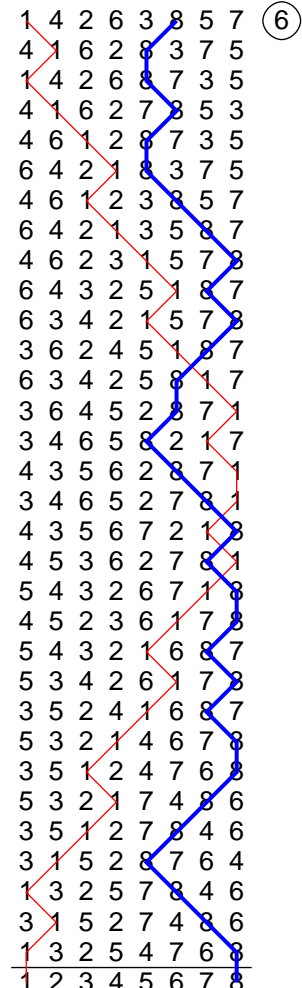 1 4 2 6 3 8 5 7 6
4 1 6 2 8 3 7 5
1 4 2 6 8 7 3 5
4 1 6 2 7 8 5 3
4 6 1 2 8 7 3 5
6 4 2 1 8 3 7 5
4 6 1 2 3 8 5 7
6 4 2 1 3 5 8 7
4 6 2 3 1 5 7 8
6 4 3 2 5 1 8 7
6 3 4 2 1 5 7 8
3 6 2 4 5 1 8 7
6 3 4 2 5 8 1 7
3 6 4 5 2 8 7 1
3 4 6 5 8 2 1 7
4 3 5 6 2 8 7 1
3 4 6 5 2 7 8 1
4 3 5 6 7 2 1 8
4 5 3 6 2 7 8 1
5 4 3 2 6 7 1 8
4 5 2 3 6 1 7 8
5 4 3 2 1 6 8 7
5 3 4 2 6 1 7 8
3 5 2 4 1 6 8 7
5 3 2 1 4 6 7 8
3 5 1 2 4 7 6 8
5 3 2 1 7 4 8 6
3 5 1 2 7 8 4 6
3 1 5 2 8 7 6 4
1 3 2 5 7 8 4 6
3 1 5 2 7 4 8 6
1 3 2 5 4 7 6 8
1 2 3 4 5 6 7 8